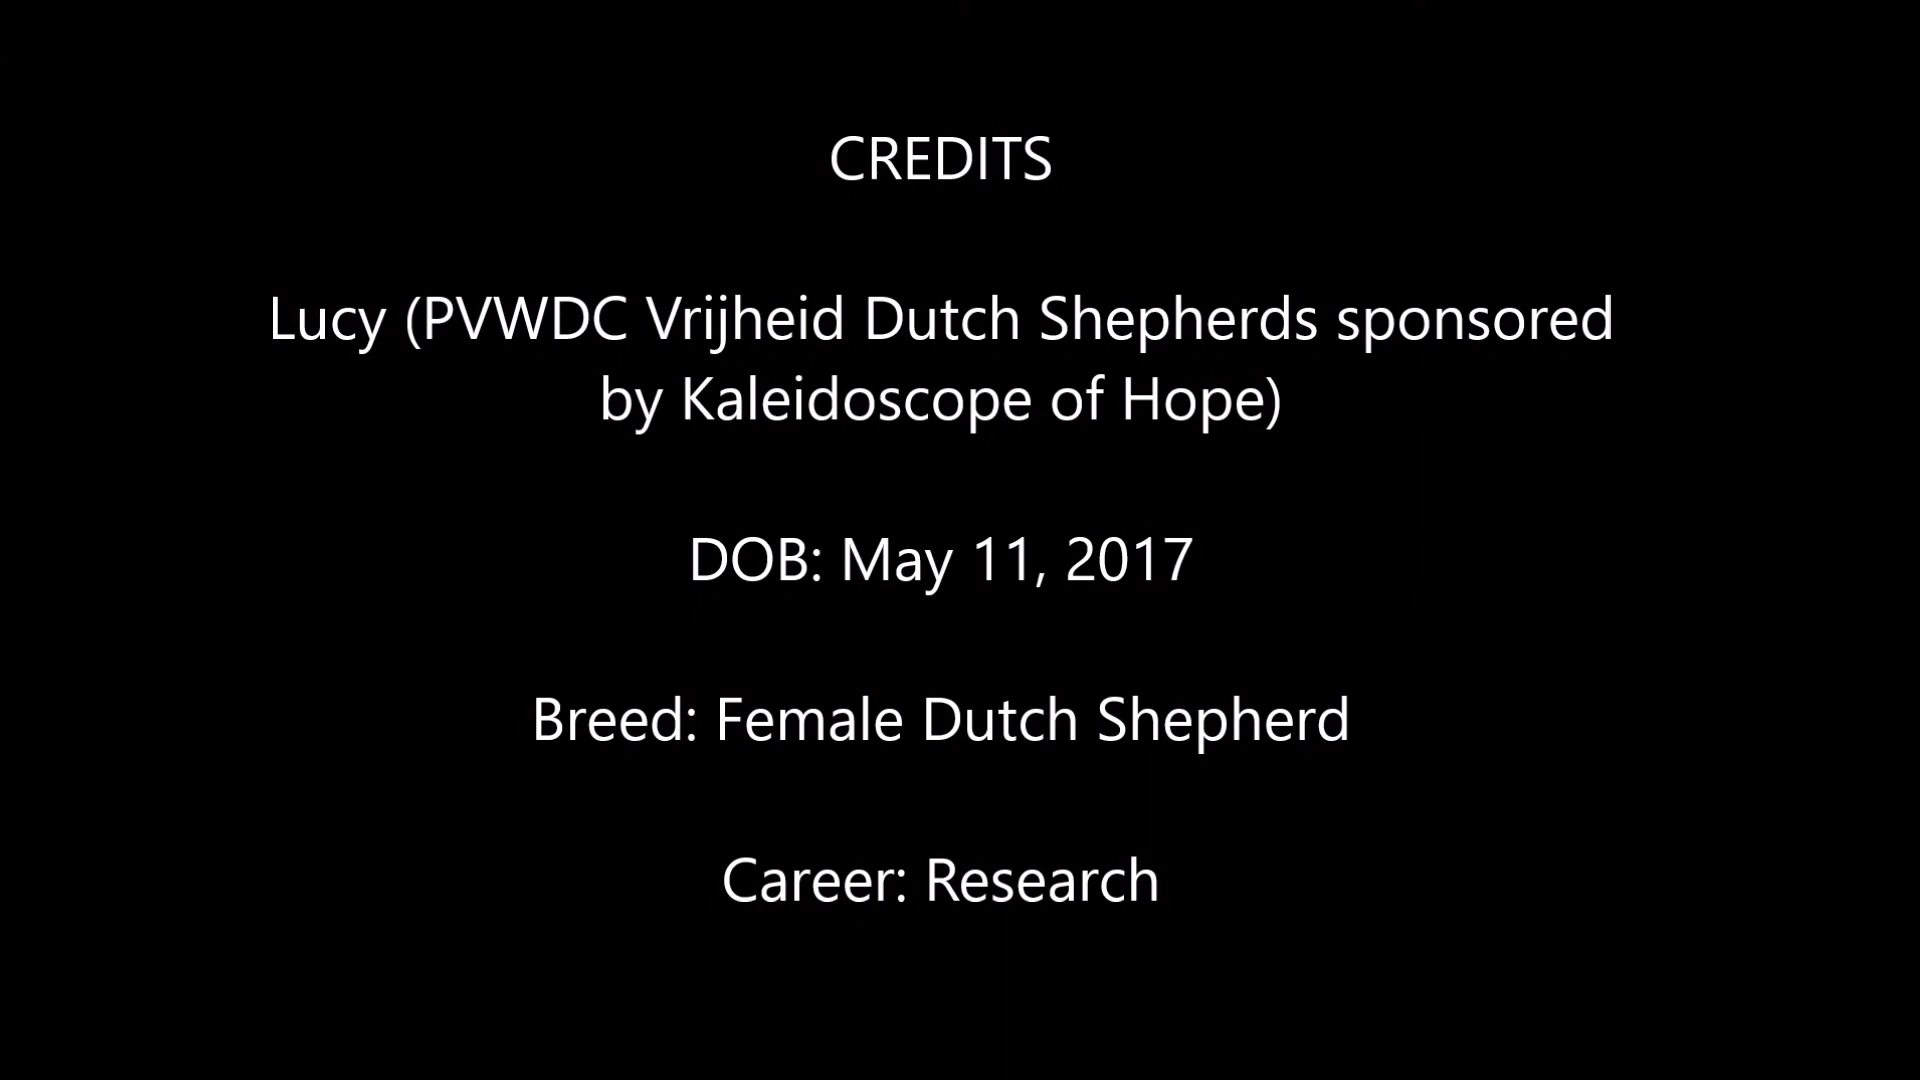 CREDITS
Lucy (PVWDC Vrijheid Dutch Shepherds sponsored
by Kaleidoscope of Hope)
DOB: May 11, 2017
Breed: Female Dutch Shepherd
Career: Research